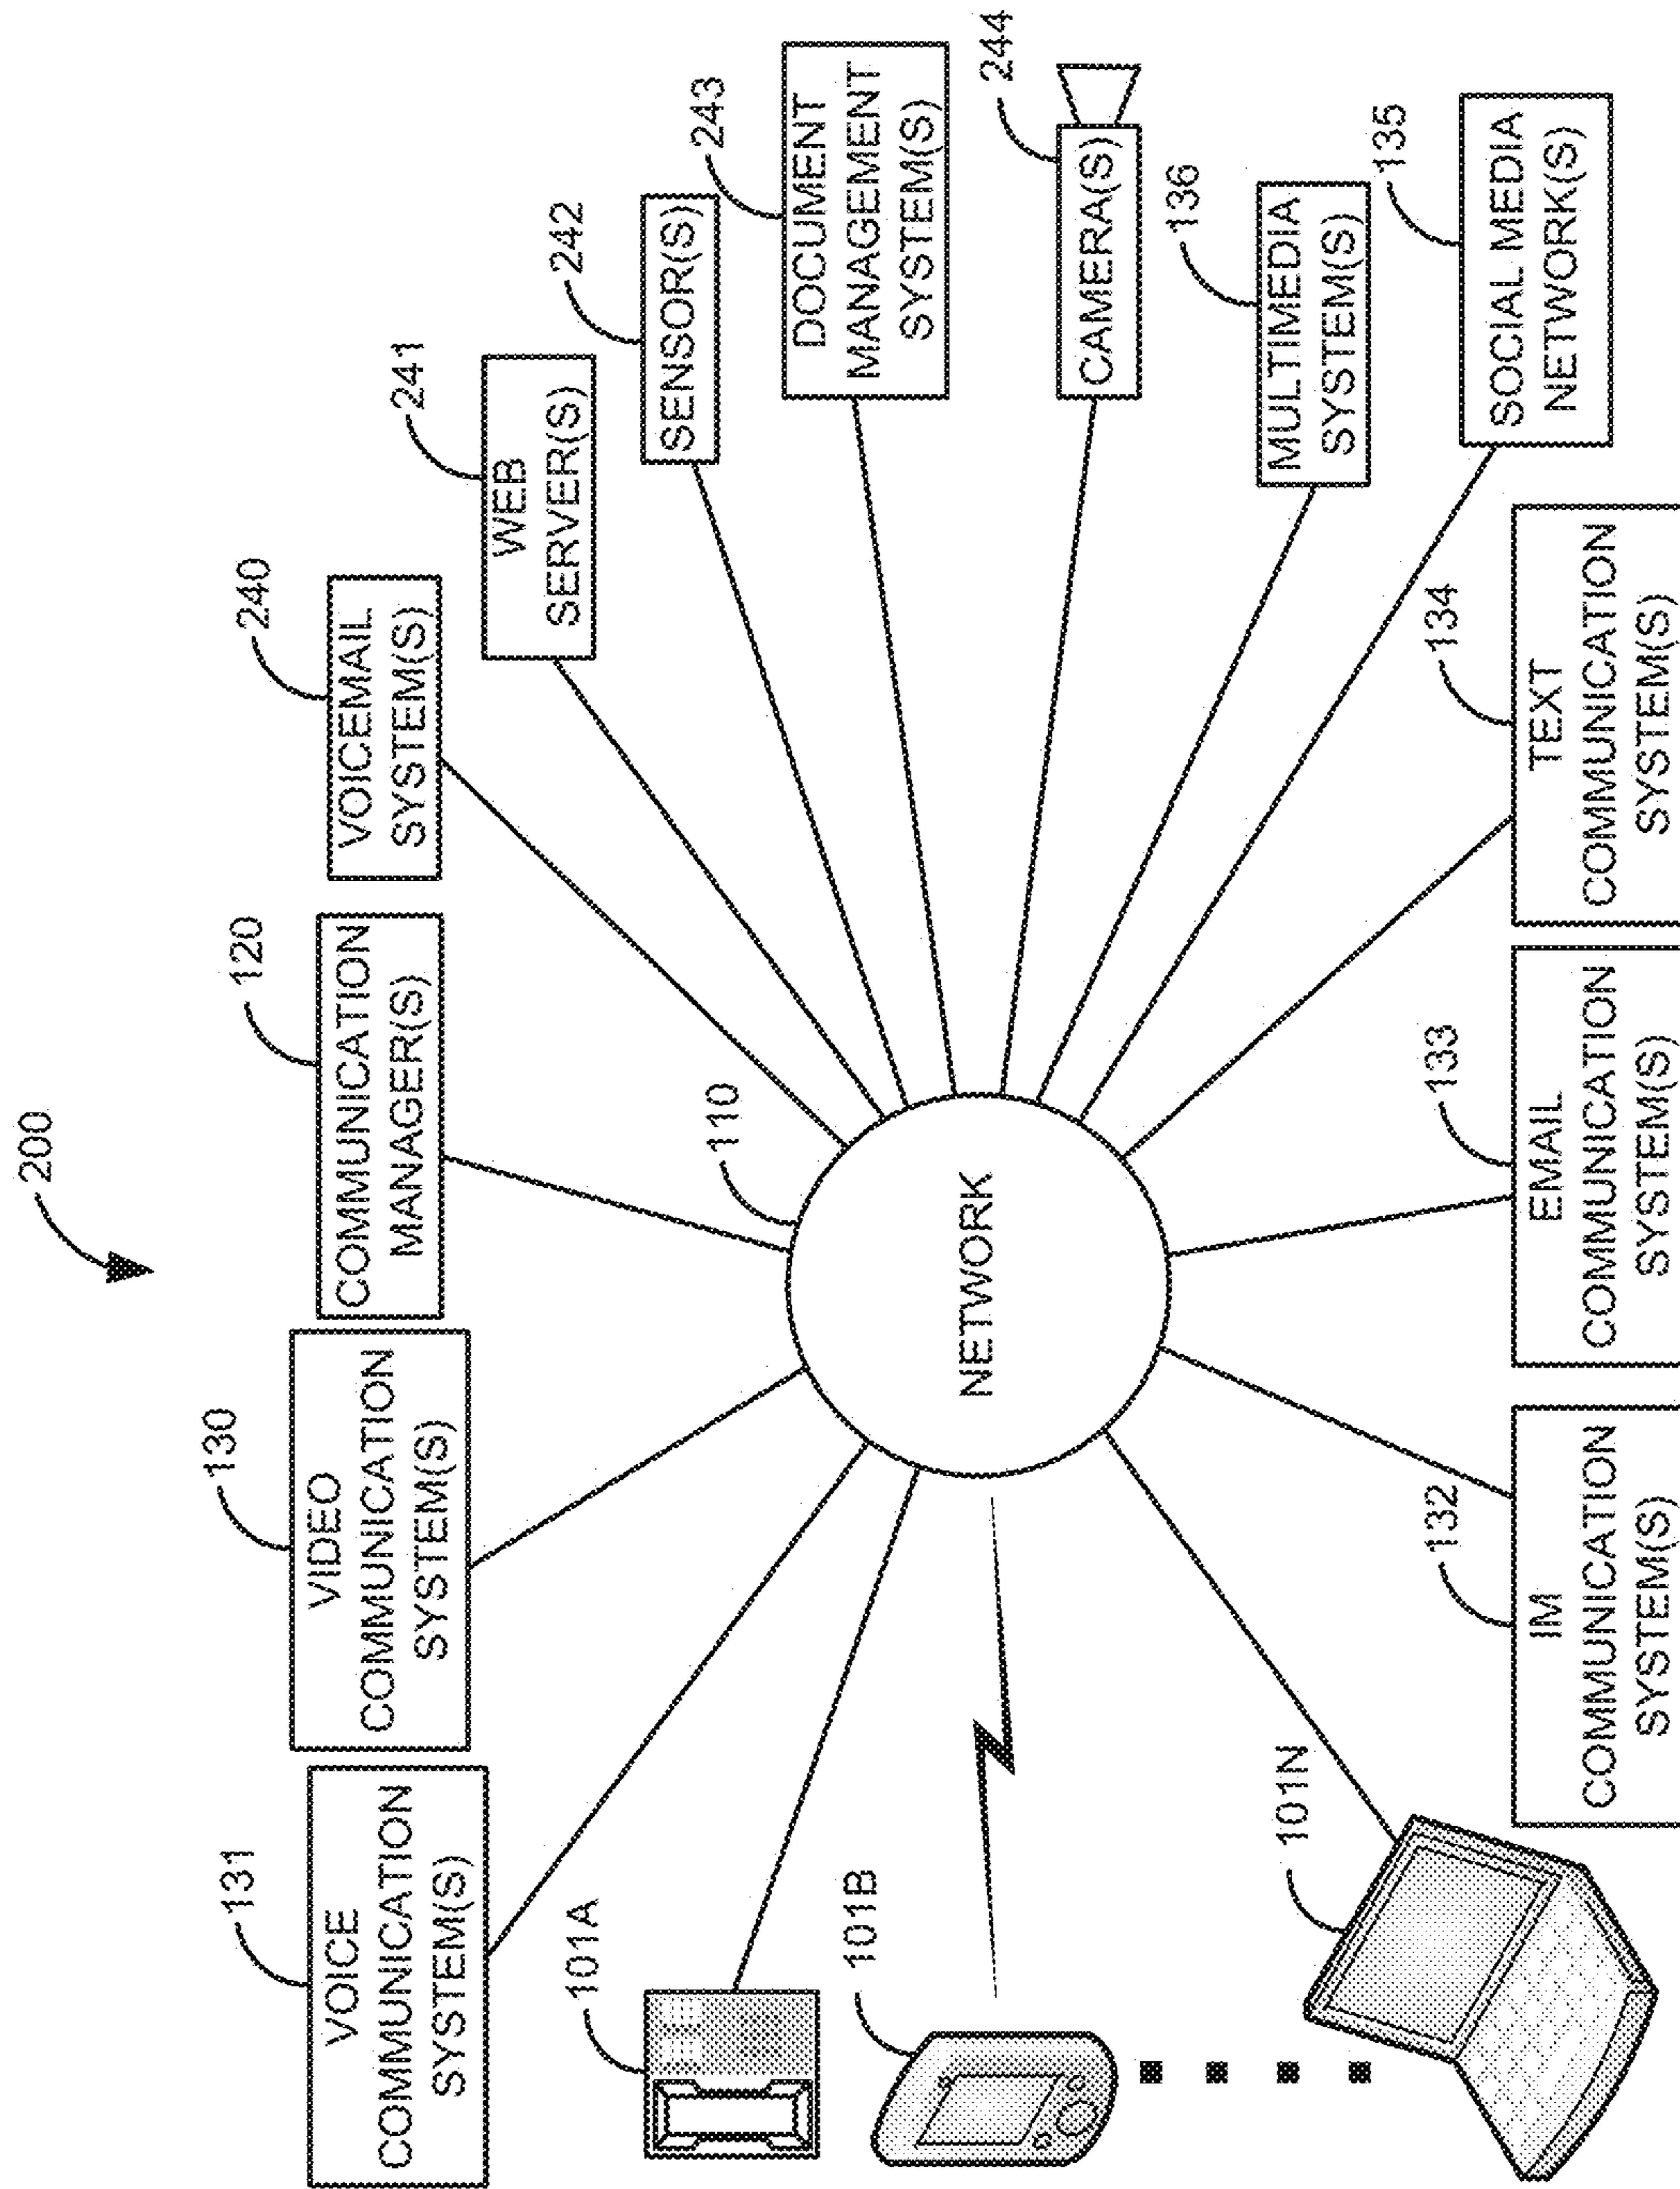 200
131
VOICE
COMMUNICATION
SYSTEM(S)
130
VIDEO
COMMUNICATION
SYSTEM(S)
120
COMMUNICATION
MANAGER(S)
240
VOICEMAIL
SYSTEM(S)
241
WEB
SERVER(S)
242
SENSOR(S)
243
DOCUMENT
MANAGEMENT
SYSTEM(S)
244
CAMERA(S)
136
MULTIMEDIA
SYSTEM(S)
135
SOCIAL MEDIA
NETWORK(S)
110
NETWORK
101A
101B
101N
132
IM
COMMUNICATION
SYSTEM(S)
133
EMAIL
COMMUNICATION
SYSTEM(S)
134
TEXT
COMMUNICATION
SYSTEM(S)